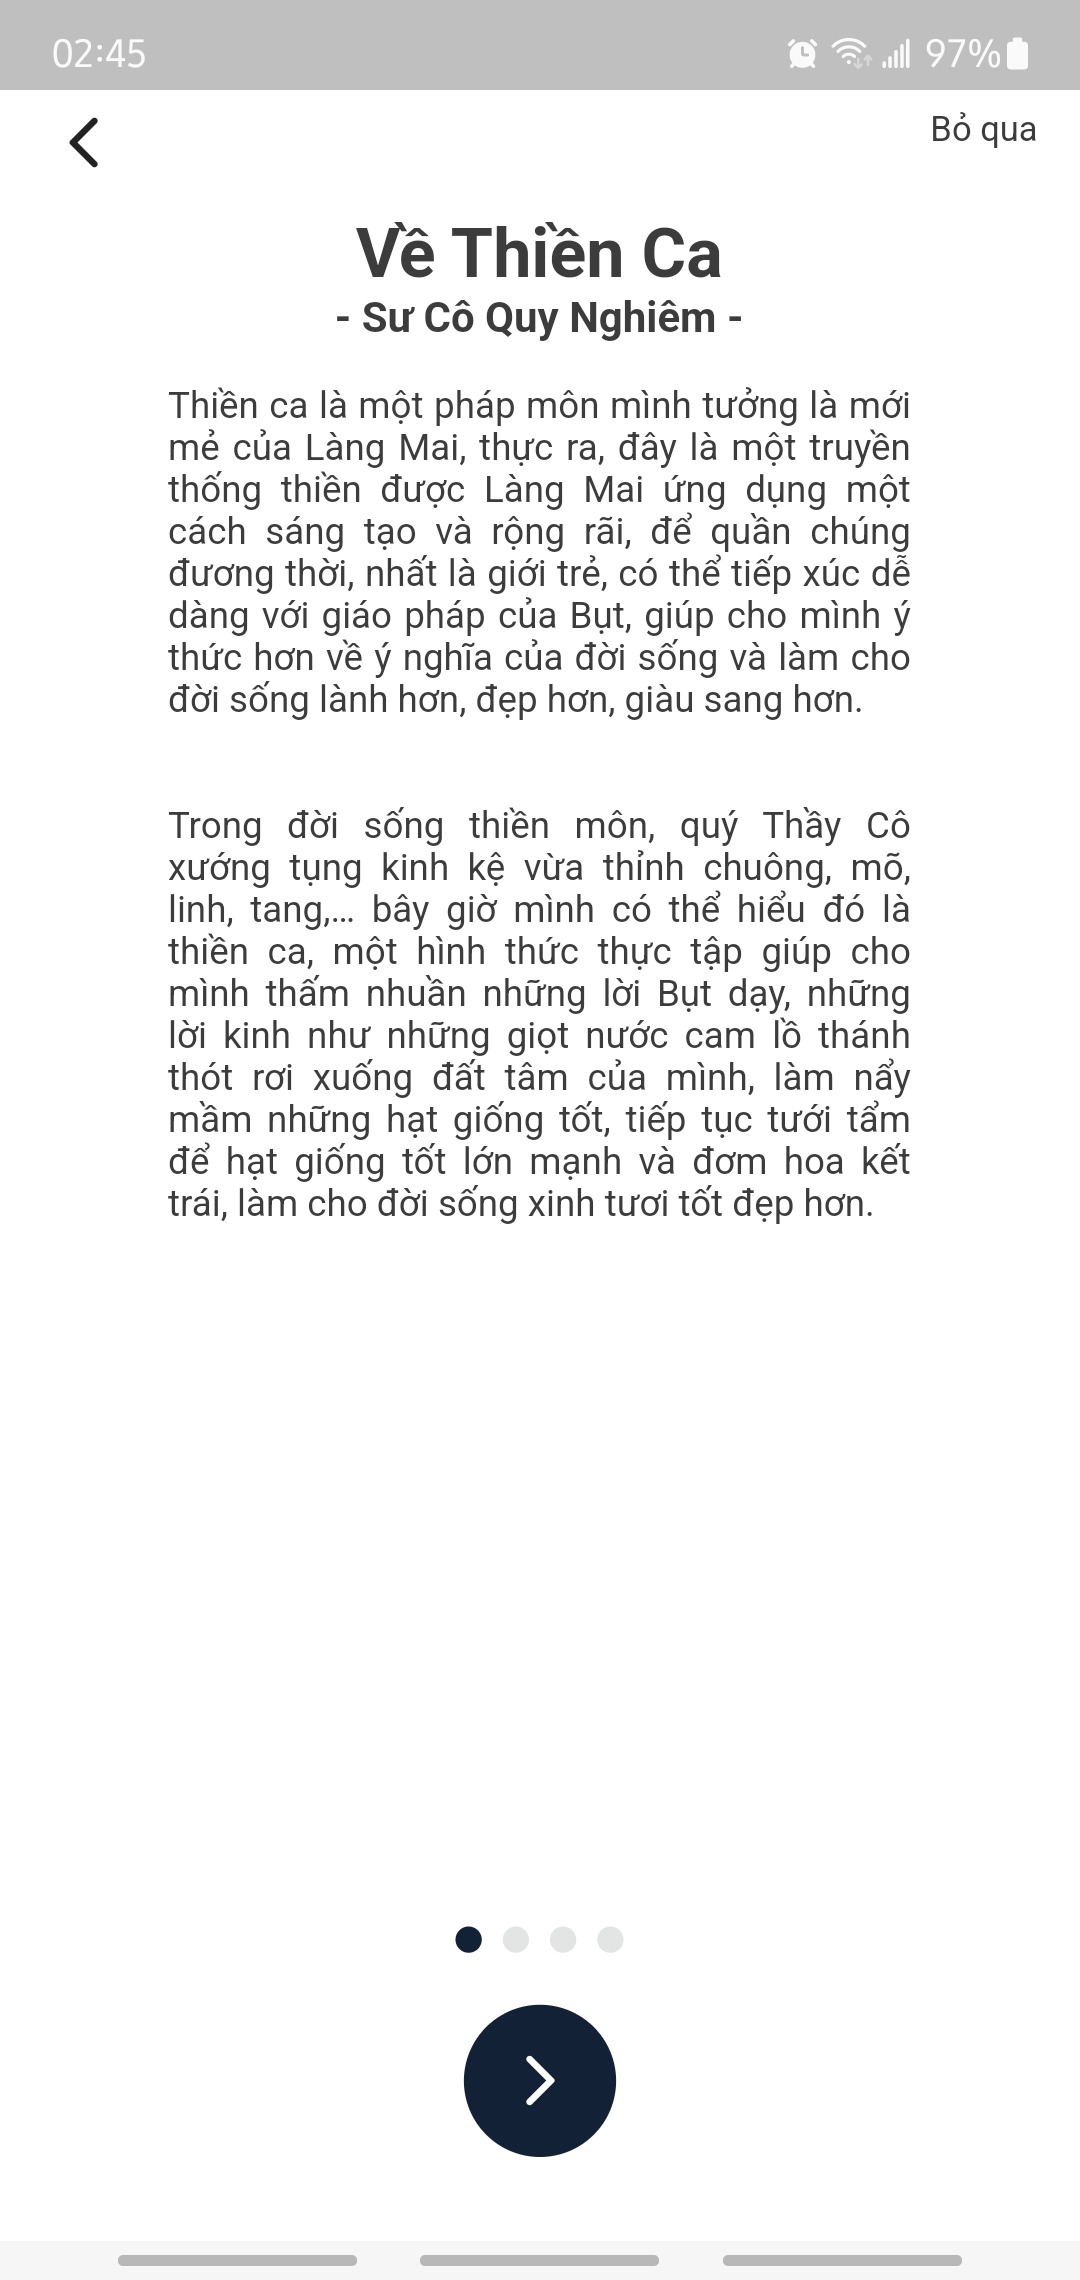 02:45
97%
Bỏ qua
Về Thiền Ca
- Sư Cô Quy Nghiêm -
Thiền ca là một pháp môn mình tưởng là mới
mẻ của Làng Mai, thực ra, đây là một truyền
thống thiền được Làng Mai ứng dụng một
cách sáng tạo và rộng rãi, để quần chúng
đương thời, nhất là giới trẻ, có thể tiếp xúc dễ
dàng với giáo pháp của Bụt, giúp cho mình ý
thức hơn về ý nghĩa của đời sống và làm cho
đời sống lành hơn, đẹp hơn, giàu sang hơn.
Trong đời sống thiền môn, quý Thầy Cô
xướng tụng kinh kệ vừa thỉnh chuông, mõ,
linh, tang,… bây giờ mình có thể hiểu đó là
thiền ca, một hình thức thực tập giúp cho
mình thấm nhuần những lời Bụt dạy, những
lời kinh như những giọt nước cam lồ thánh
thót rơi xuống đất tâm của mình, làm nẩy
mầm những hạt giống tốt, tiếp tục tưới tẩm
để hạt giống tốt lớn mạnh và đơm hoa kết
trái, làm cho đời sống xinh tươi tốt đẹp hơn.